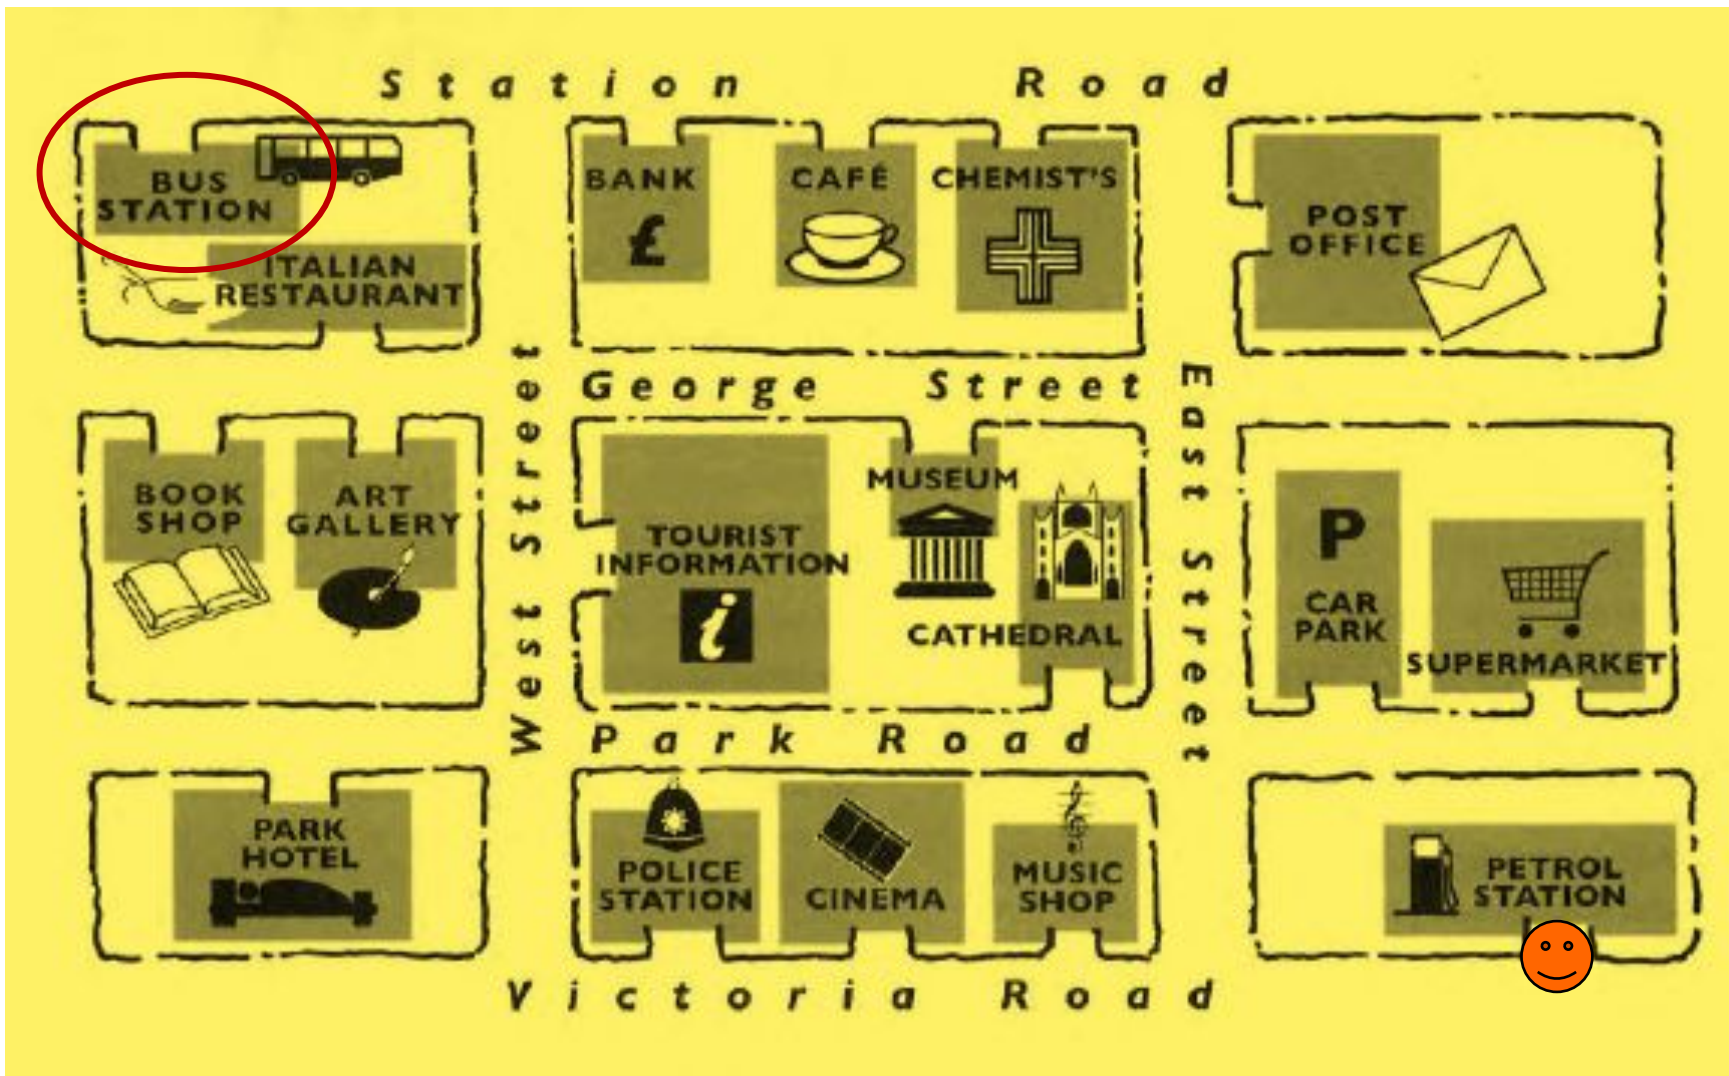 Station Road
BUS
STATION
ITALIAN
RESTAURANT
BANK
£
CAFÉ
CHEMIST'S
POST
OFFICE
George Street
West Street
East Street
BOOK
SHOP
ART
GALLERY
TOURIST
INFORMATION
i
MUSEUM
CATHEDRAL
P
CAR
PARK
SUPERMARKET
Park Road
PARK
HOTEL
POLICE
STATION
CINEMA
MUSIC
SHOP
PETROL
STATION
Victoria Road